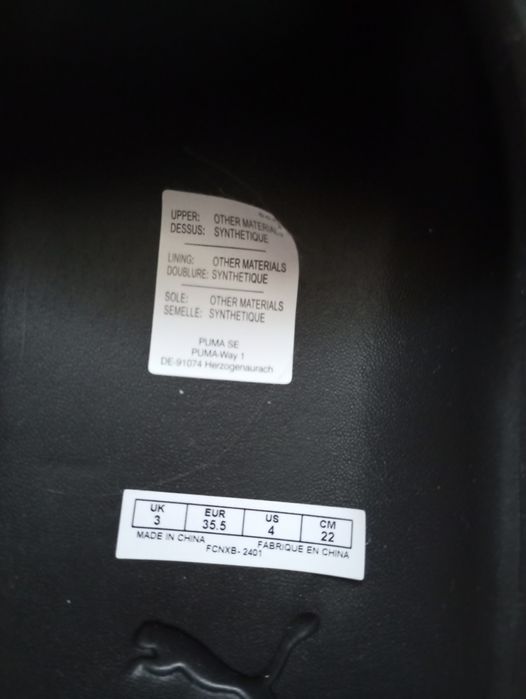 UPPER: OTHER MATERIALS
DESSUS: SYNTHETIQUE
LINING: OTHER MATERIALS
DOUBLURE: SYNTHETIQUE
SOLE: OTHER MATERIALS
SEMELLE: SYNTHETIQUE
PUMA SE
PUMA-Way 1
DE-91074 Herzogenaurach
UK EUR US CM
3 35.5 4 22
MADE IN CHINA FABRIQUE EN CHINA
FCNXB- 2401